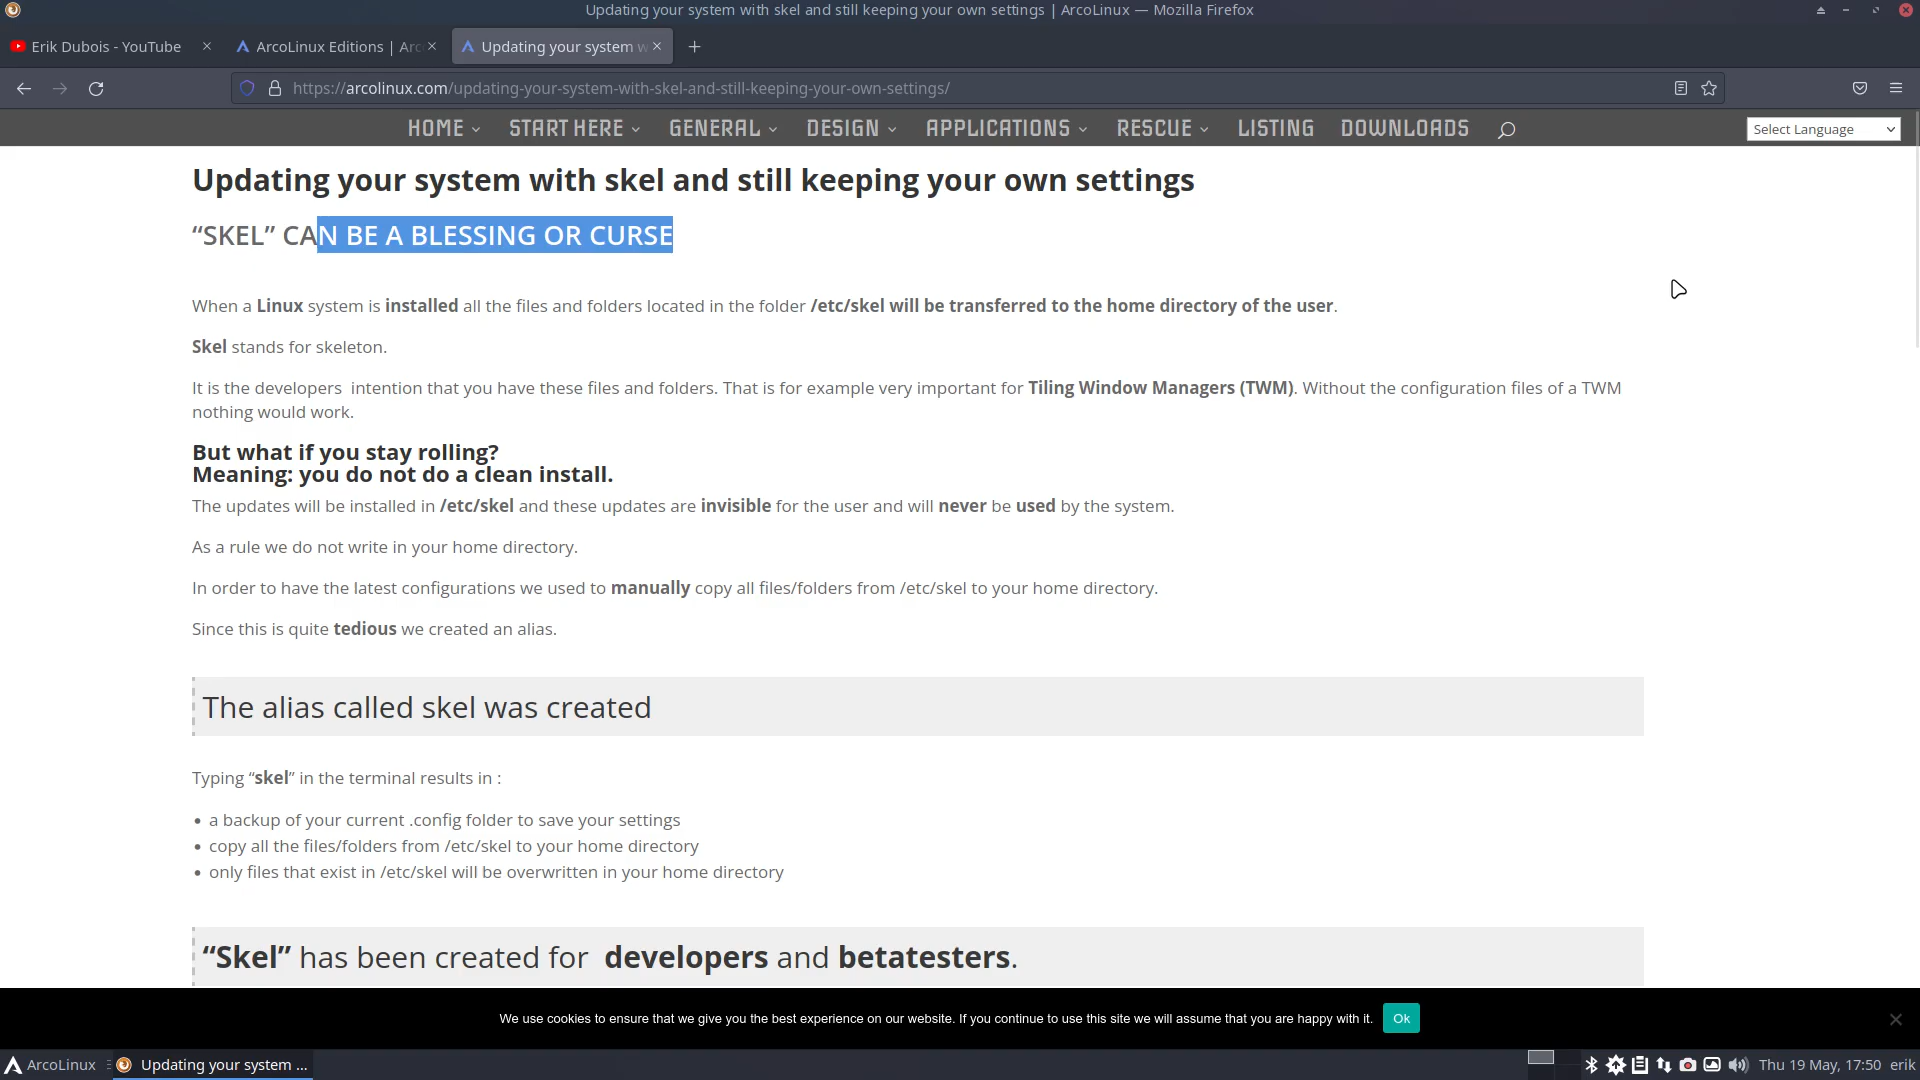 Updating your system with skel and still keeping your own settings | ArcoLinux — Mozilla Firefox
Erik Dubois - YouTube
ArcoLinux Editions | Arc
Updating your system w
https://arcolinux.com/updating-your-system-with-skel-and-still-keeping-your-own-settings/
HOME START HERE GENERAL DESIGN APPLICATIONS RESCUE LISTING DOWNLOADS
Select Language
Updating your system with skel and still keeping your own settings
“SKEL” CAN BE A BLESSING OR CURSE
When a Linux system is installed all the files and folders located in the folder /etc/skel will be transferred to the home directory of the user.
Skel stands for skeleton.
It is the developers  intention that you have these files and folders. That is for example very important for Tiling Window Managers (TWM). Without the configuration files of a TWM
nothing would work.
But what if you stay rolling?
Meaning: you do not do a clean install.
The updates will be installed in /etc/skel and these updates are invisible for the user and will never be used by the system.
As a rule we do not write in your home directory.
In order to have the latest configurations we used to manually copy all files/folders from /etc/skel to your home directory.
Since this is quite tedious we created an alias.
The alias called skel was created
Typing “skel” in the terminal results in :
• a backup of your current .config folder to save your settings
• copy all the files/folders from /etc/skel to your home directory
• only files that exist in /etc/skel will be overwritten in your home directory
“Skel” has been created for  developers and betatesters.
We use cookies to ensure that we give you the best experience on our website. If you continue to use this site we will assume that you are happy with it.
Ok
ArcoLinux
Updating your system ...
Thu 19 May, 17:50 erik